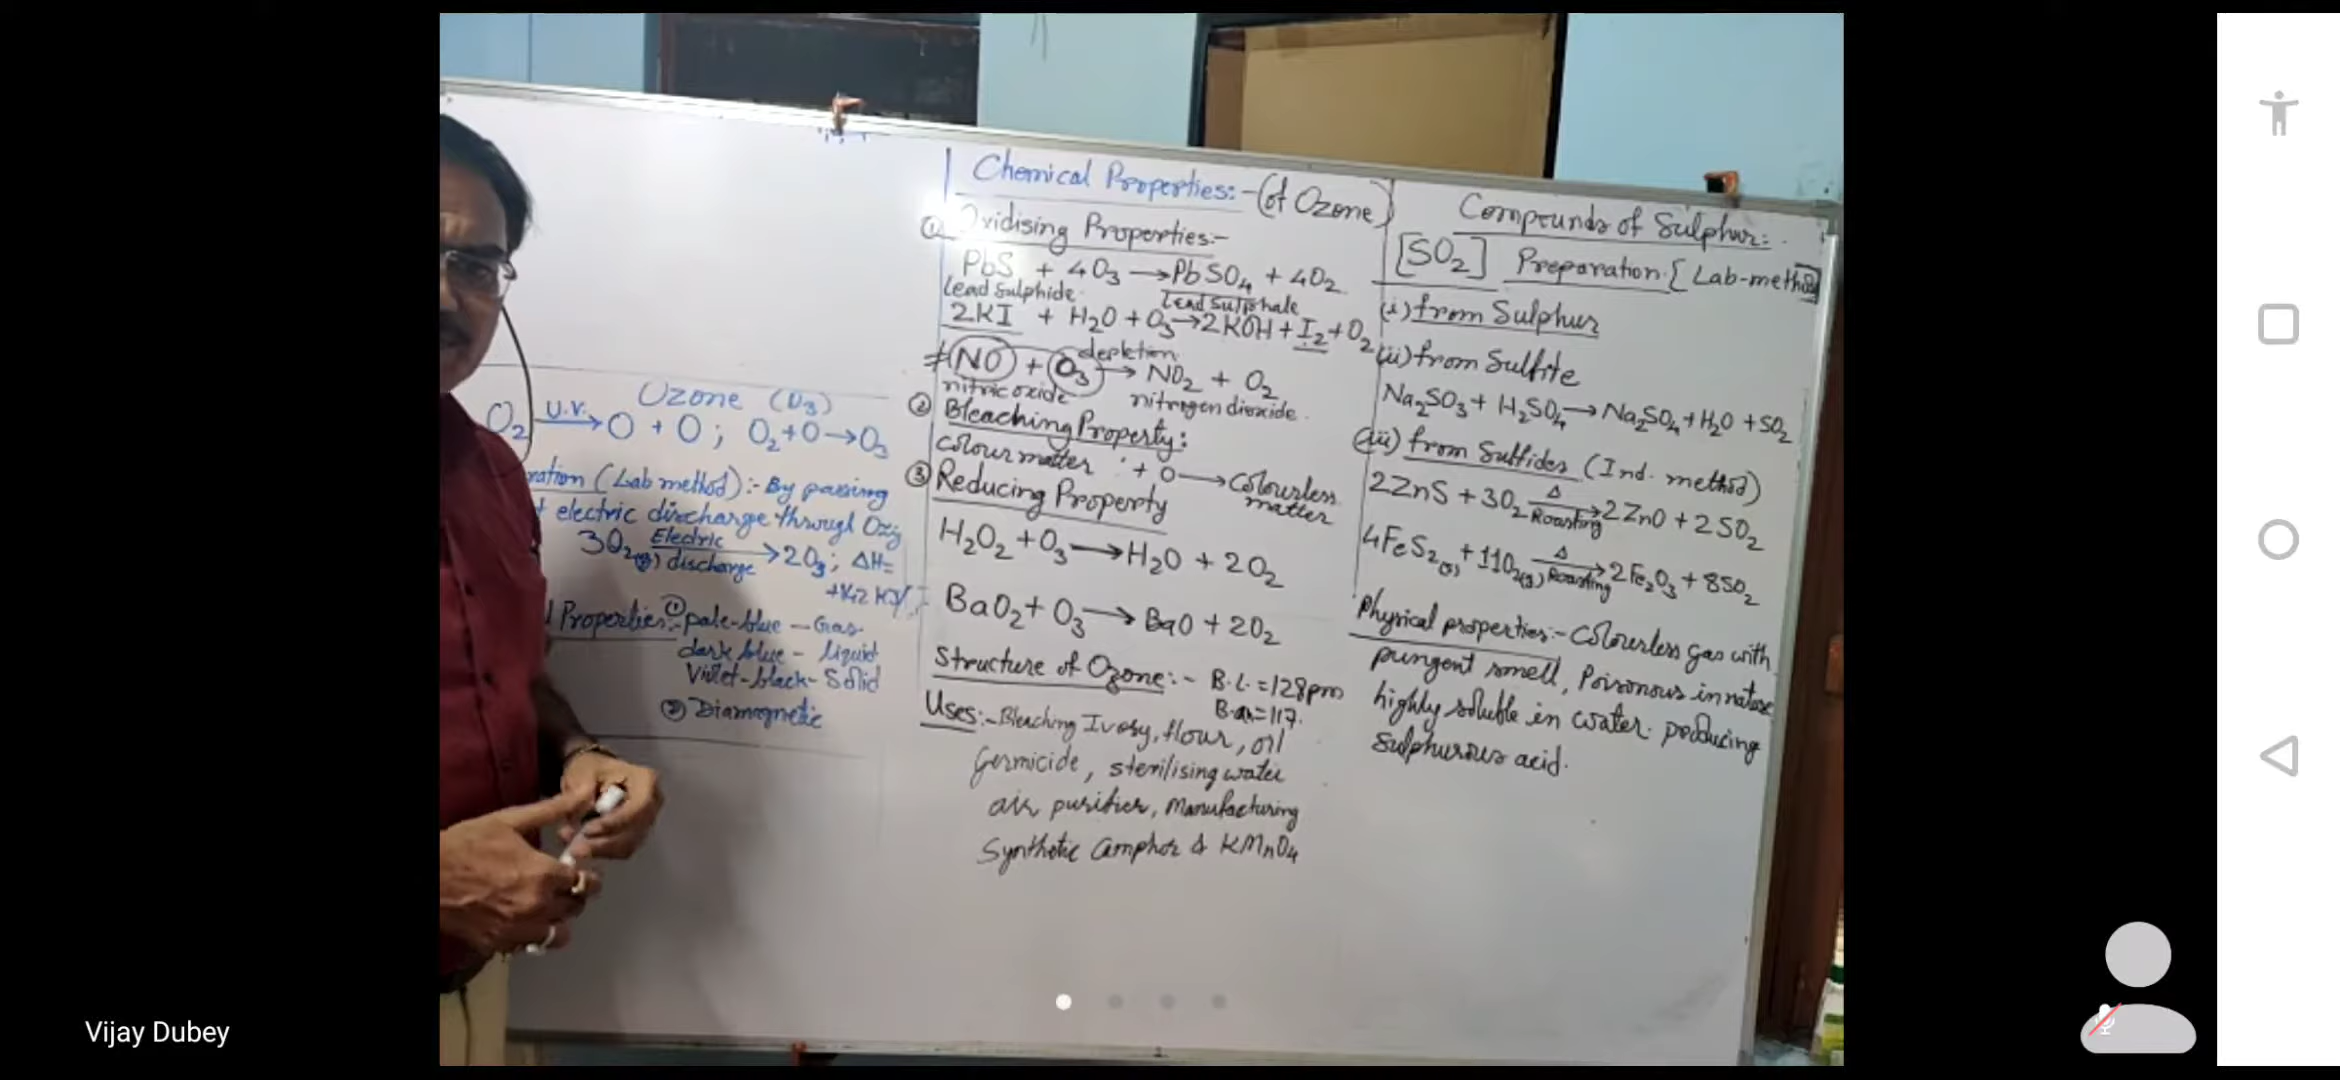 Ozone (O3)
O2 U.V. → O + O ; O2 + O → O3
ration (Lab method) :- By passing
electric discharge through Oxy
3O2(g) Electric discharge → 2O3 ; ΔH=
+142 KJ/
Properties:- ① pale-blue – Gas
dark blue – liquid
Violet-black – Solid
② Diamagnetic
Chemical Properties:- (of Ozone)
① Oxidising Properties:-
PbS + 4O3 → PbSO4 + 4O2
Lead sulphide Lead sulphate
2KI + H2O + O3 → 2KOH + I2 + O2
NO + O3 depletion → NO2 + O2
nitric oxide nitrogen dioxide
② Bleaching Property:
Colour matter + O → Colourless
matter
③ Reducing Property
H2O2 + O3 → H2O + 2O2
BaO2 + O3 → BaO + 2O2
Structure of Ozone:- B.L. = 128pm
B.an = 117.
Uses:- Bleaching Ivory, flour, oil
Germicide, sterilising water
air purifier, Manufacturing
Synthetic Camphor & KMnO4
Compounds of Sulphur:
[SO2] Preparation [Lab-method]
(i) from Sulphur
(ii) from Sulfite
Na2SO3 + H2SO4 → Na2SO4 + H2O + SO2
(iii) from Sulfides (Ind. method)
2ZnS + 3O2 Δ → Roasting 2ZnO + 2SO2
4FeS2(s) + 11O2(g) Δ → Roasting 2Fe2O3 + 8SO2
Physical properties:- Colourless gas with
pungent smell, Poisonous in nature
highly soluble in water. producing
Sulphurous acid.
Vijay Dubey